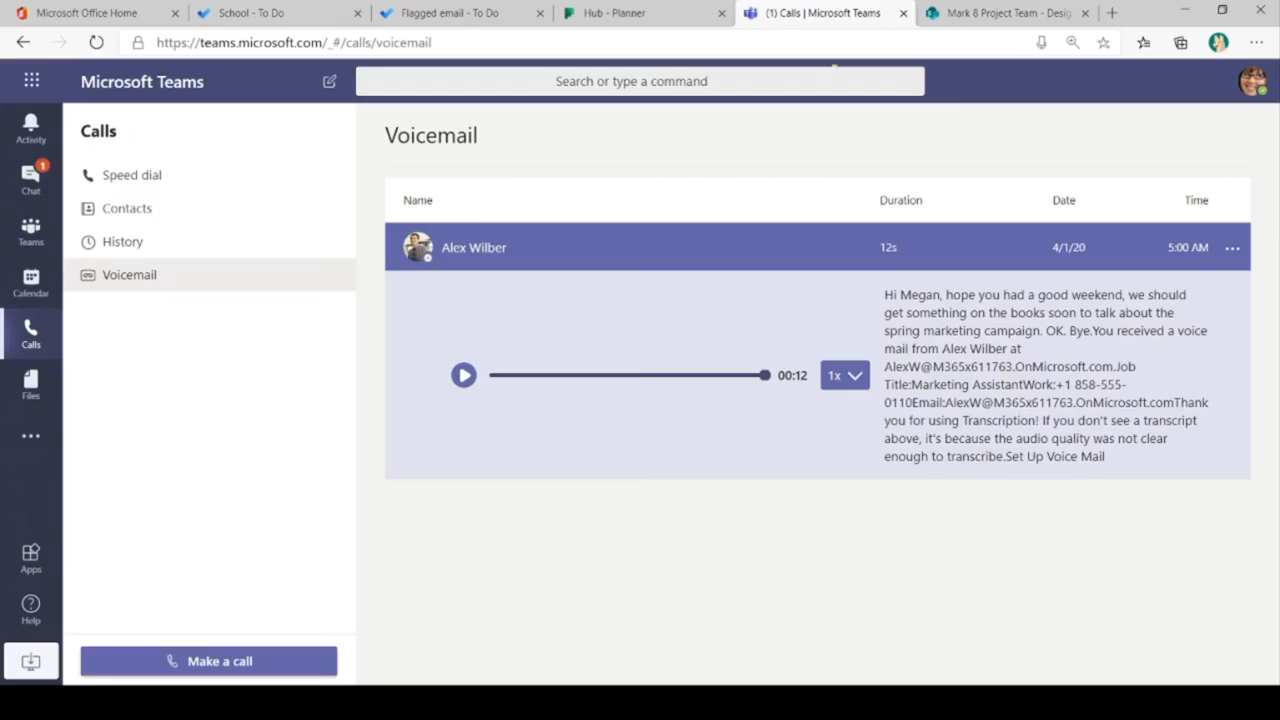 Microsoft Office Home
School - To Do
Flagged email - To Do
Hub - Planner
(1) Calls | Microsoft Teams
Mark 8 Project Team - Desig
https://teams.microsoft.com/_#/calls/voicemail
Microsoft Teams
Search or type a command
Activity
1
Chat
Teams
Calendar
Calls
Files
Apps
Help
Calls
Speed dial
Contacts
History
Voicemail
Make a call
Voicemail
Name Duration Date Time
Alex Wilber 12s 4/1/20 5:00 AM
00:12
1x
Hi Megan, hope you had a good weekend, we should
get something on the books soon to talk about the
spring marketing campaign. OK. Bye.You received a voice
mail from Alex Wilber at
AlexW@M365x611763.OnMicrosoft.com.Job
Title:Marketing AssistantWork:+1 858-555-
0110Email:AlexW@M365x611763.OnMicrosoft.comThank
you for using Transcription! If you don't see a transcript
above, it's because the audio quality was not clear
enough to transcribe.Set Up Voice Mail